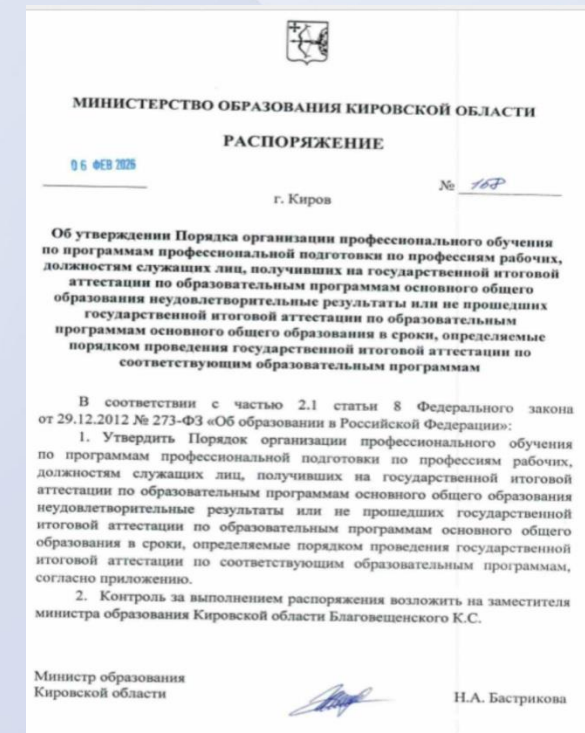 МИНИСТЕРСТВО ОБРАЗОВАНИЯ КИРОВСКОЙ ОБЛАСТИ
РАСПОРЯЖЕНИЕ
06 ФЕВ 2026
№ 168
г. Киров
Об утверждении Порядка организации профессионального обучения
по программам профессиональной подготовки по профессиям рабочих,
должностям служащих лиц, получивших на государственной итоговой
аттестации по образовательным программам основного общего
образования неудовлетворительные результаты или не прошедших
государственной итоговой аттестации по образовательным
программам основного общего образования в сроки, определяемые
порядком проведения государственной итоговой аттестации по
соответствующим образовательным программам
В соответствии с частью 2.1 статьи 8 Федерального закона
от 29.12.2012 № 273-ФЗ «Об образовании в Российской Федерации»:
1. Утвердить Порядок организации профессионального обучения
по программам профессиональной подготовки по профессиям рабочих,
должностям служащих лиц, получивших на государственной итоговой
аттестации по образовательным программам основного общего образования
неудовлетворительные результаты или не прошедших государственной
итоговой аттестации по образовательным программам основного общего
образования в сроки, определяемые порядком проведения государственной
итоговой аттестации по соответствующим образовательным программам,
согласно приложению.
2. Контроль за выполнением распоряжения возложить на заместителя
министра образования Кировской области Благовещенского К.С.
Министр образования
Кировской области
Н.А. Бастрикова